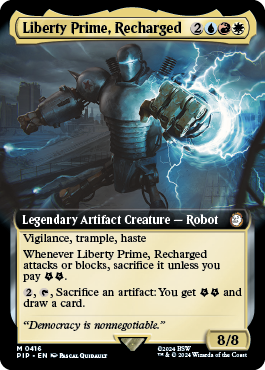 Liberty Prime, Recharged 2
Legendary Artifact Creature — Robot
Vigilance, trample, haste
Whenever Liberty Prime, Recharged
attacks or blocks, sacrifice it unless you
pay.
2, Sacrifice an artifact: You get and
draw a card.
“Democracy is nonnegotiable.”
8/8
M 0416
PIP • EN Pascal Quidault
©2024 BSW
™ & © 2024 Wizards of the Coast